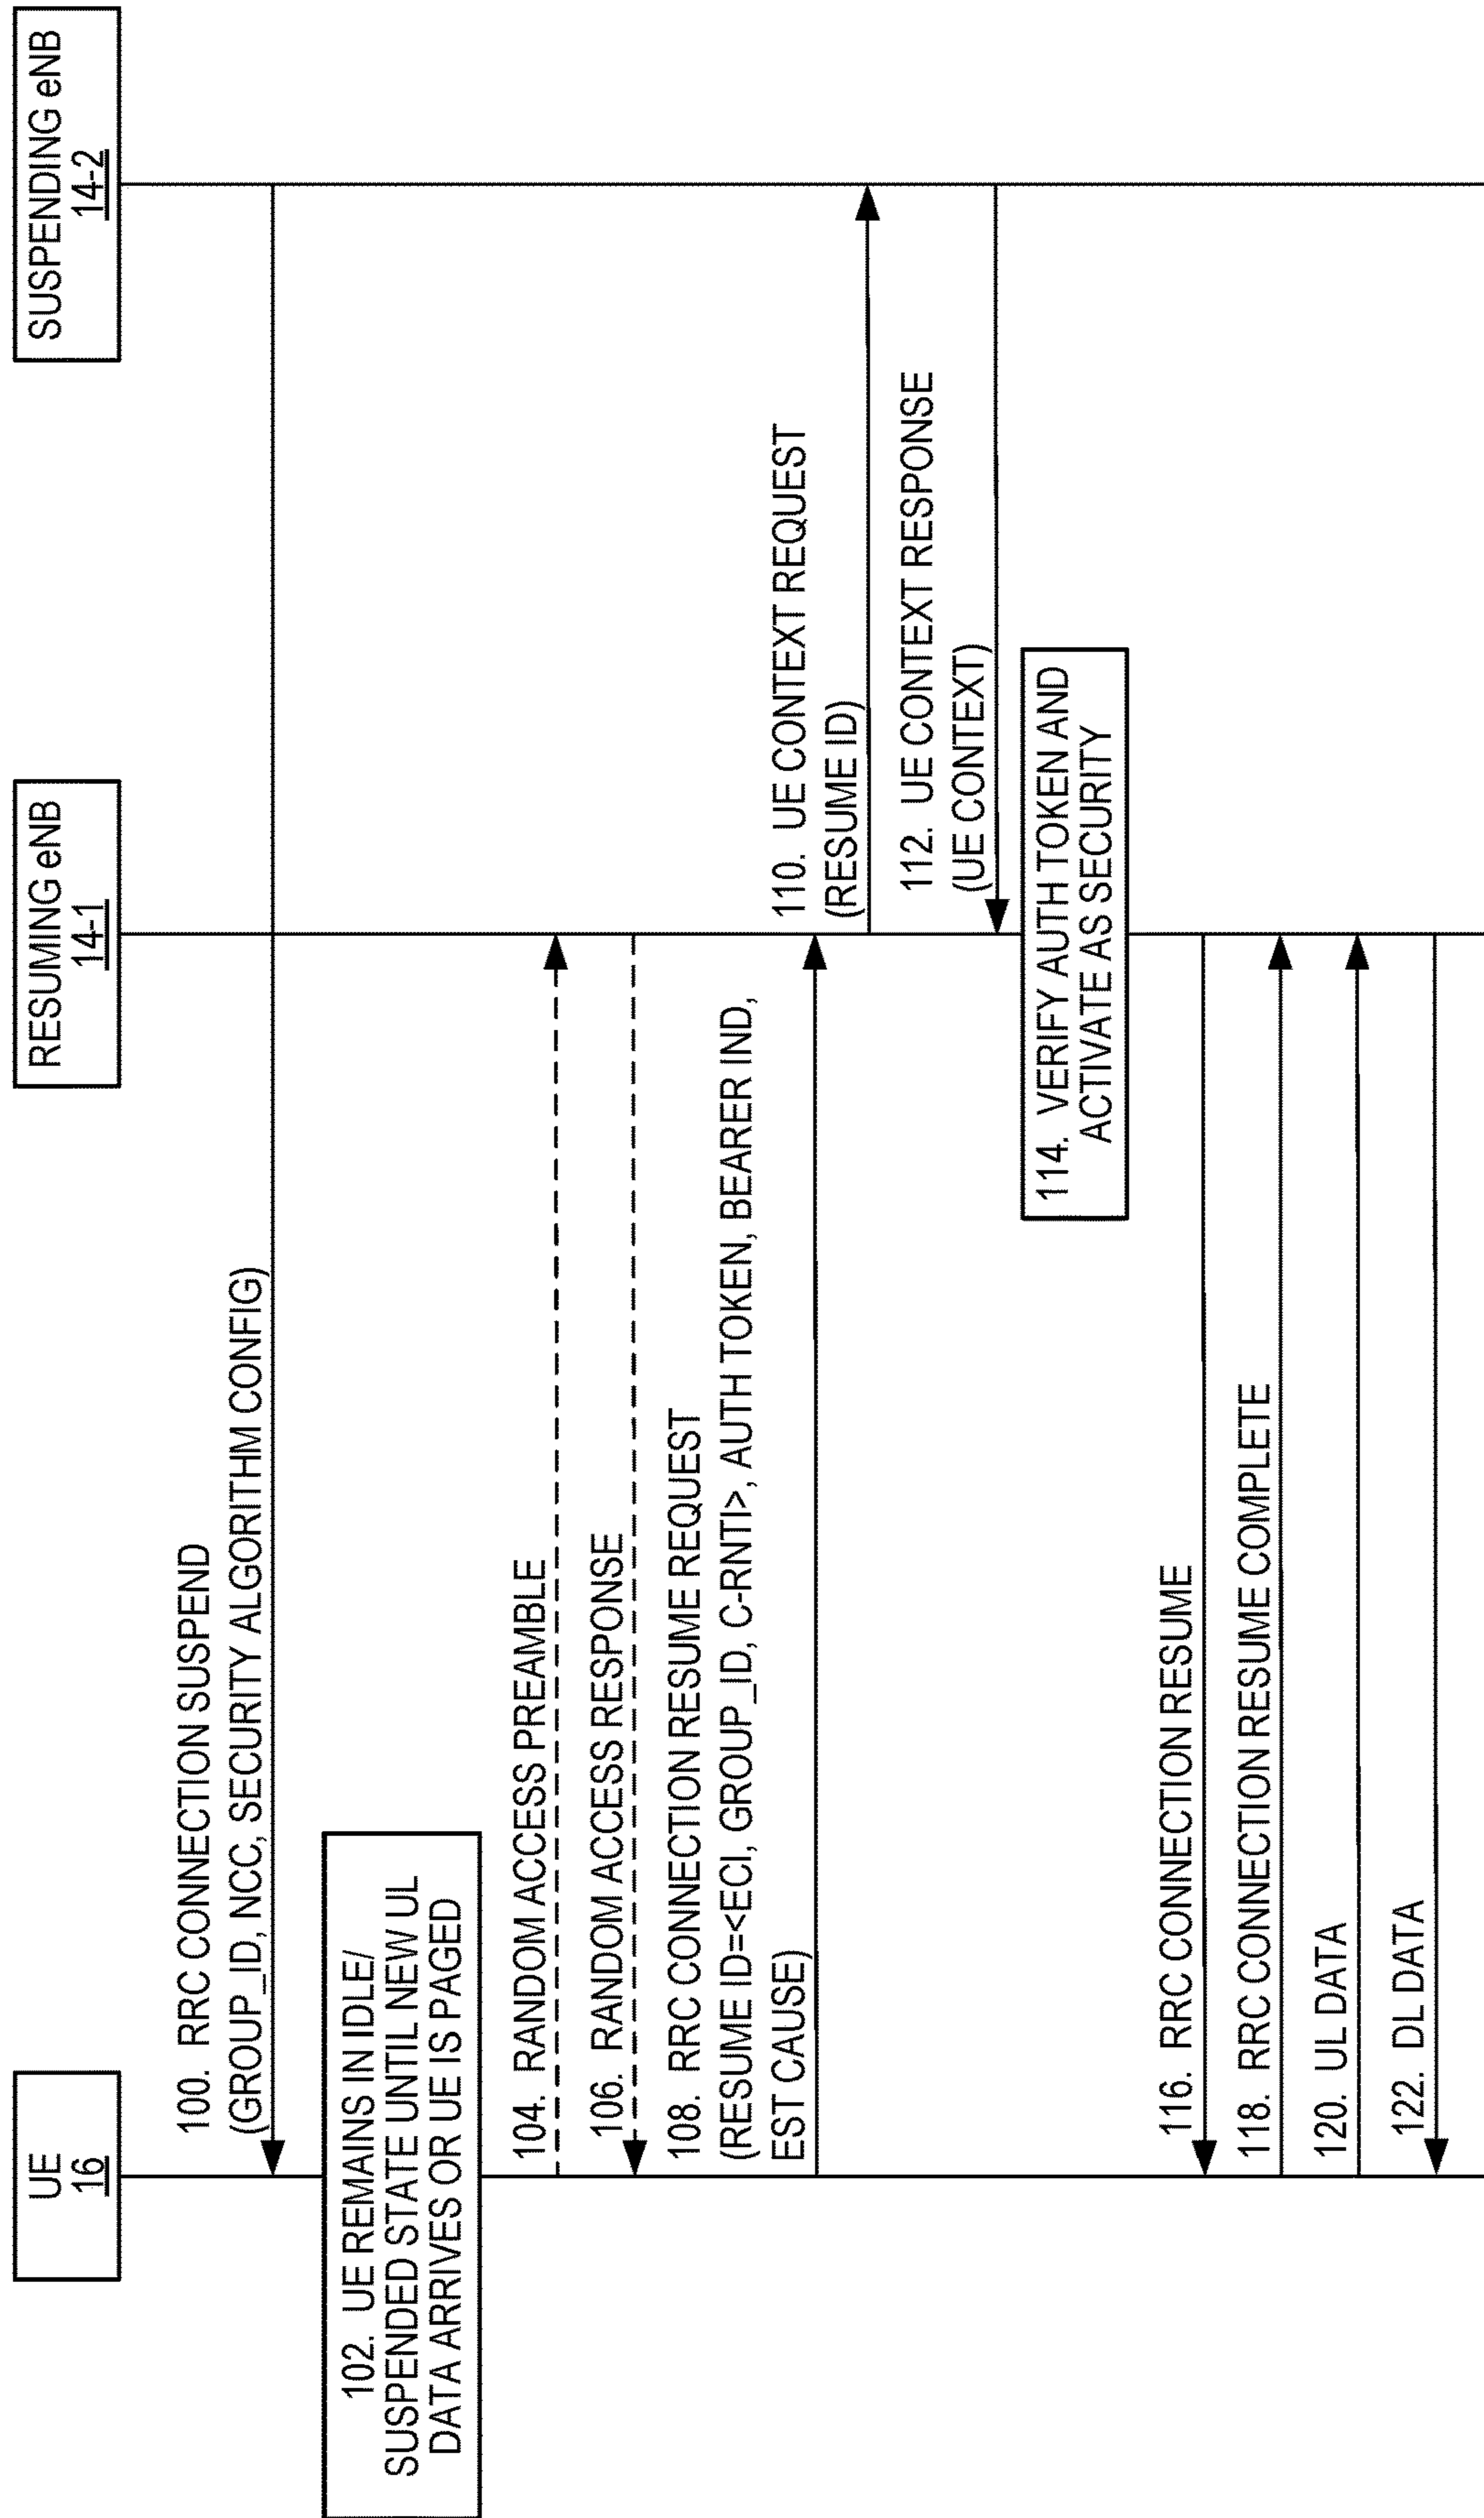 UE
16
RESUMING eNB
14-1
SUSPENDING eNB
14-2
100. RRC CONNECTION SUSPEND
(GROUP_ID, NCC, SECURITY ALGORITHM CONFIG)
102. UE REMAINS IN IDLE/
SUSPENDED STATE UNTIL NEW UL
DATA ARRIVES OR UE IS PAGED
104. RANDOM ACCESS PREAMBLE
106. RANDOM ACCESS RESPONSE
108. RRC CONNECTION RESUME REQUEST
(RESUME ID=<ECI, GROUP_ID, C-RNTI>, AUTH TOKEN, BEARER IND,
EST CAUSE)
110. UE CONTEXT REQUEST
(RESUME ID)
112. UE CONTEXT RESPONSE
(UE CONTEXT)
114. VERIFY AUTH TOKEN AND
ACTIVATE AS SECURITY
116. RRC CONNECTION RESUME
118. RRC CONNECTION RESUME COMPLETE
120. UL DATA
122. DL DATA